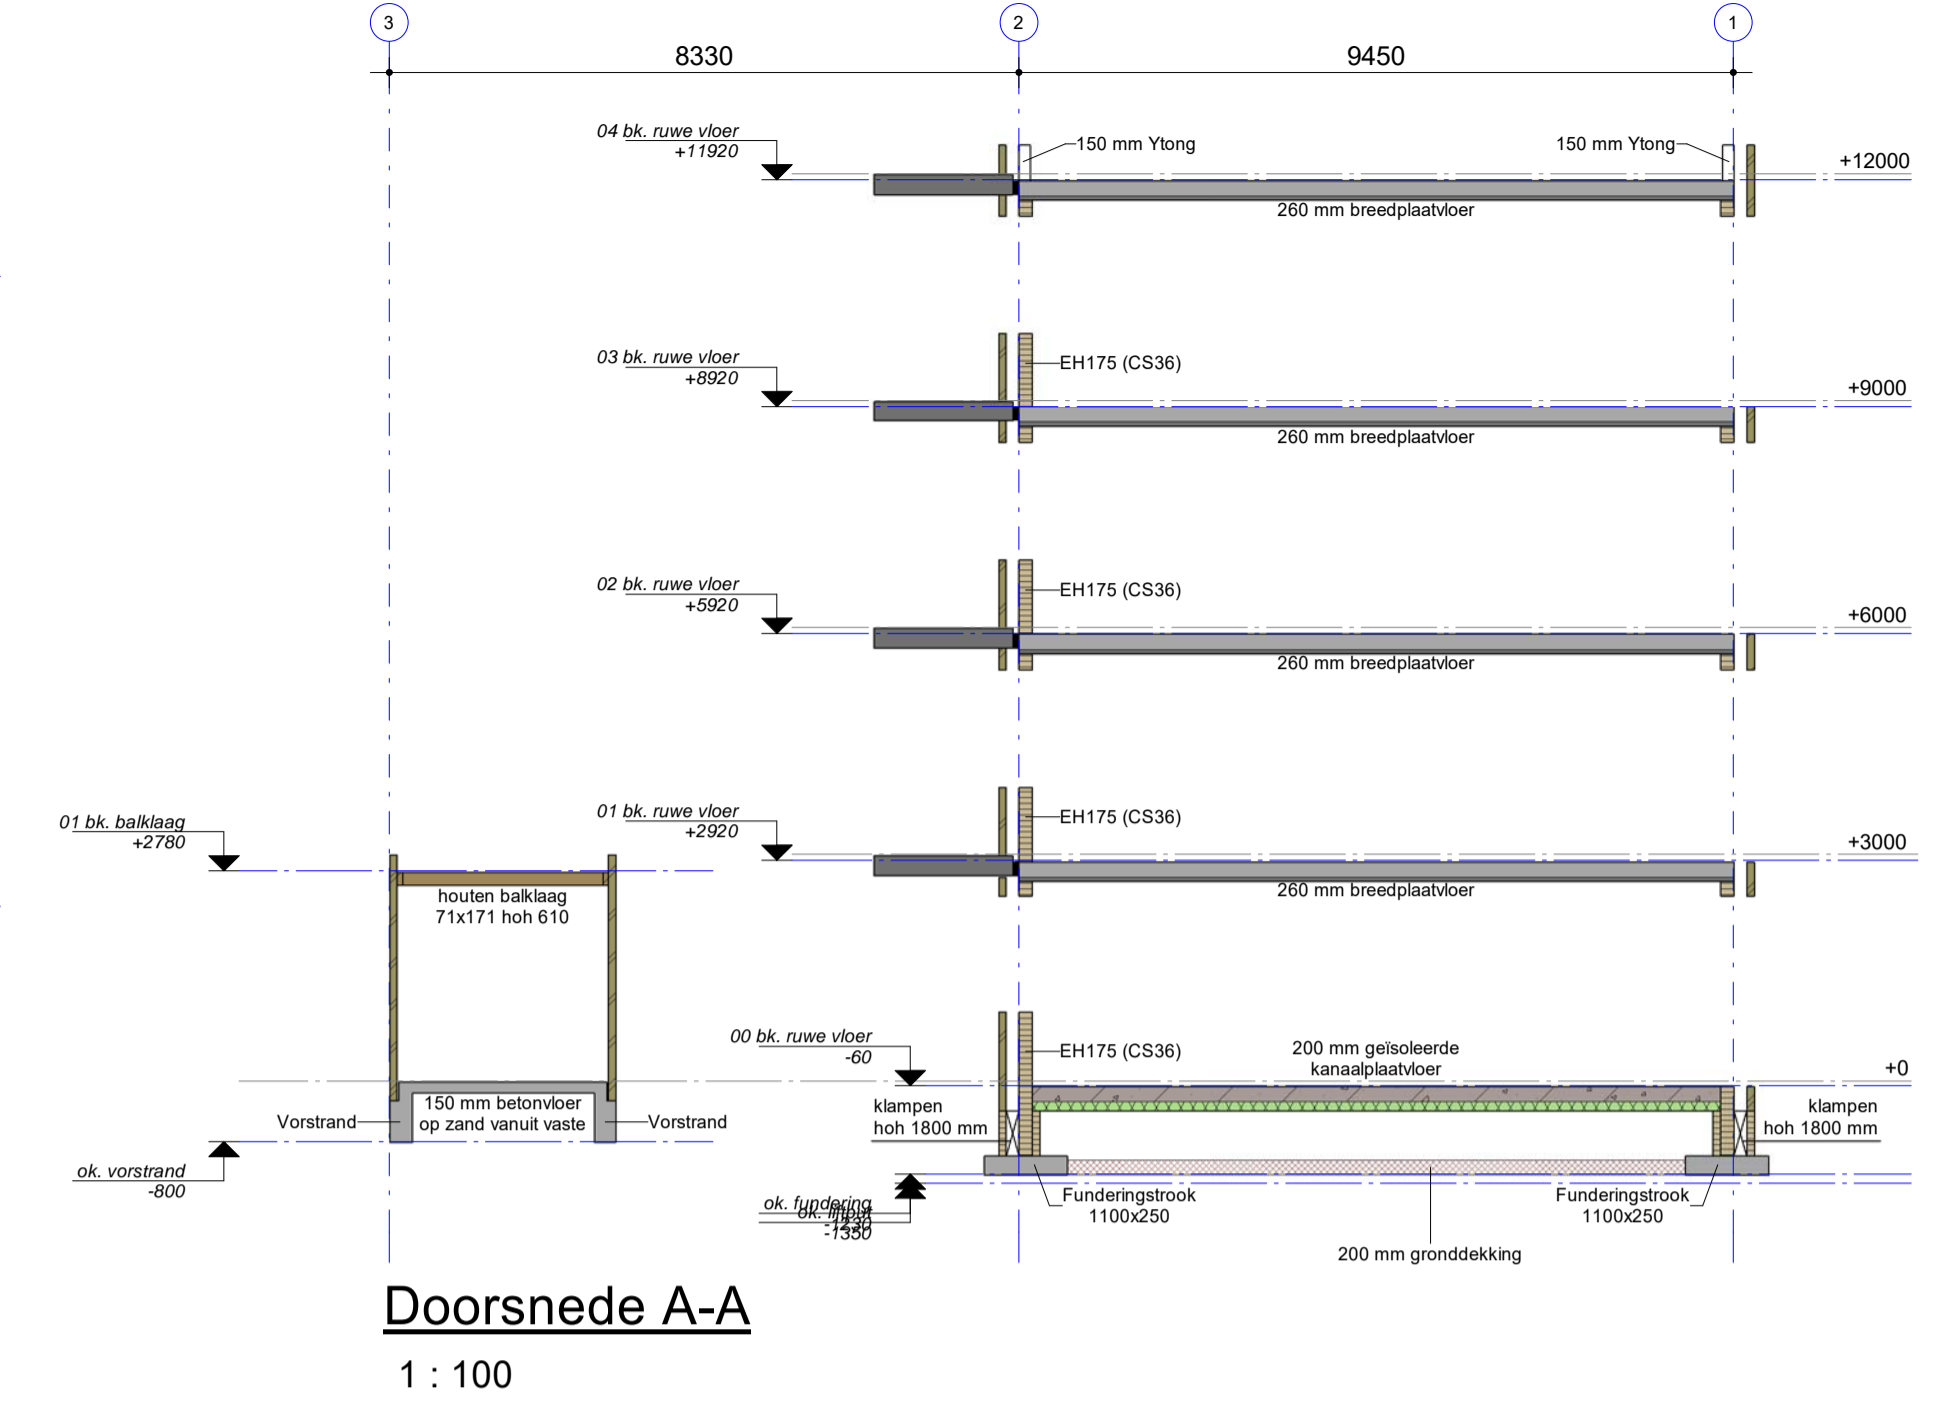 3
2
1
8330
9450
04 bk. ruwe vloer
+11920
150 mm Ytong
150 mm Ytong
+12000
260 mm breedplaatvloer
03 bk. ruwe vloer
+8920
EH175 (CS36)
+9000
260 mm breedplaatvloer
02 bk. ruwe vloer
+5920
EH175 (CS36)
+6000
260 mm breedplaatvloer
01 bk. balklaag
+2780
01 bk. ruwe vloer
+2920
EH175 (CS36)
+3000
260 mm breedplaatvloer
houten balklaag
71x171 hoh 610
00 bk. ruwe vloer
-60
EH175 (CS36)
200 mm geïsoleerde
kanaalplaatvloer
+0
Vorstrand
150 mm betonvloer
op zand vanuit vaste
Vorstrand
klampen
hoh 1800 mm
klampen
hoh 1800 mm
ok. vorstrand
-800
ok. fundering
-1230
ok. liftput
-1350
Funderingstrook
1100x250
Funderingstrook
1100x250
200 mm gronddekking
Doorsnede A-A
1 : 100